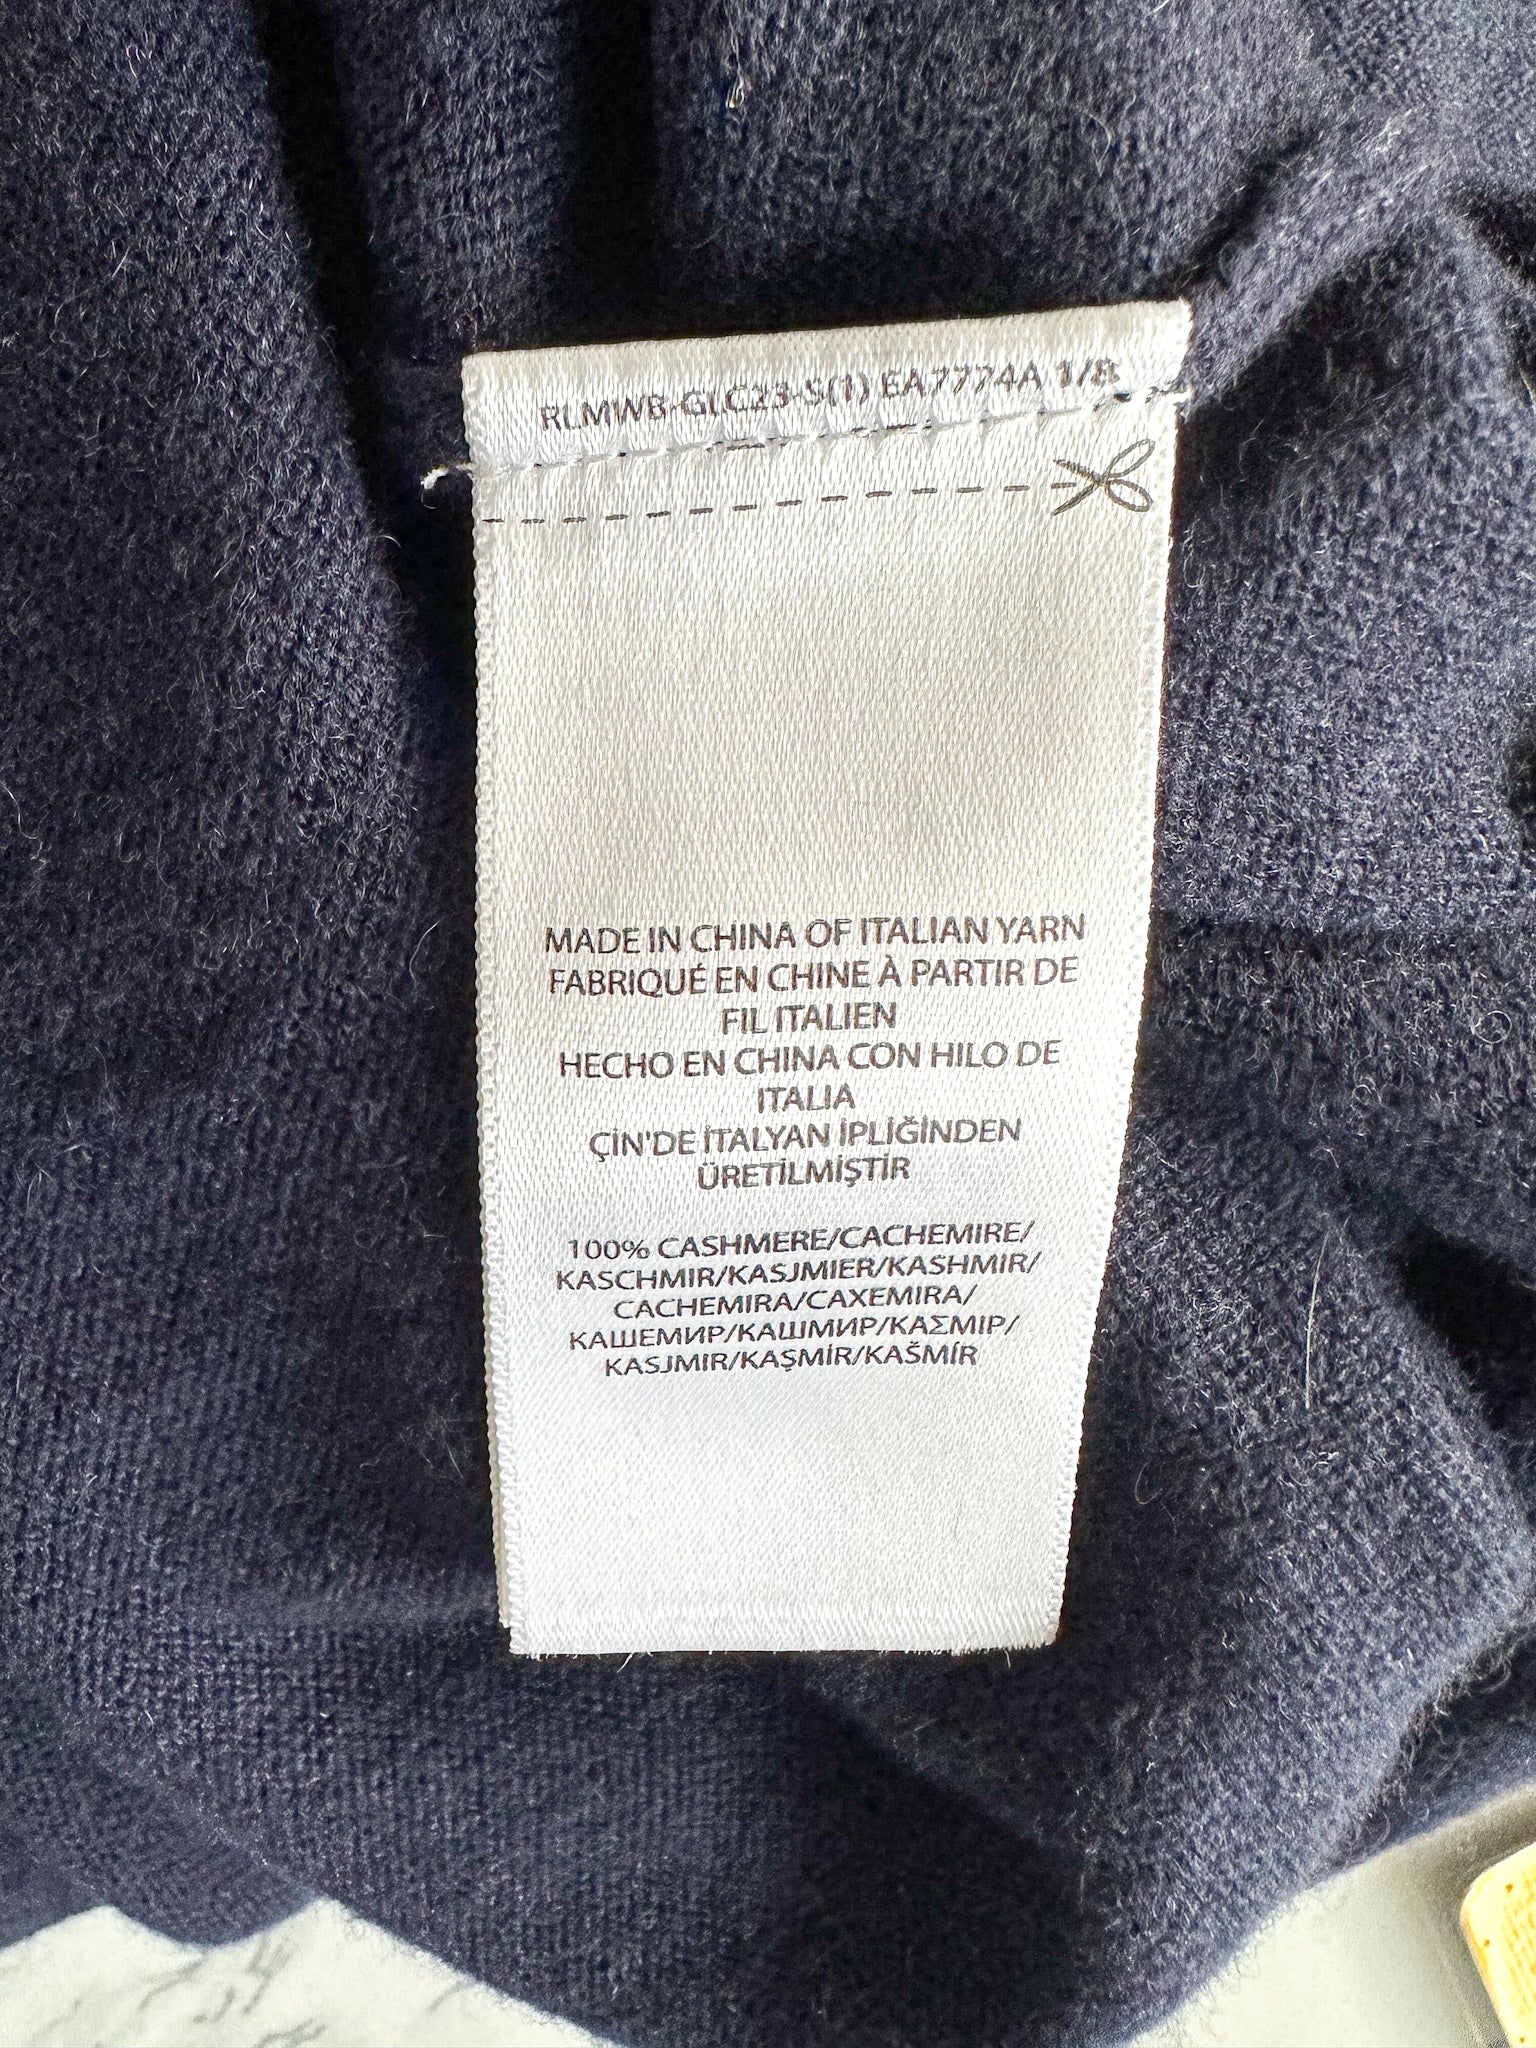 RLMWB-GLC23-S(1) EA7774A 1/8
MADE IN CHINA OF ITALIAN YARN
FABRIQUÉ EN CHINE À PARTIR DE
FIL ITALIEN
HECHO EN CHINA CON HILO DE
ITALIA
ÇİN'DE İTALYAN İPLİĞİNDEN
ÜRETİLMİŞTİR
100% CASHMERE/CACHEMIRE/
KASCHMIR/KASJMIER/KASHMIR/
CACHEMIRA/CAXEMIRA/
КАШЕМИР/КАШМИР/ΚΑΣΜΙΡ/
KASJMIR/KAŞMİR/KAŠMÍR